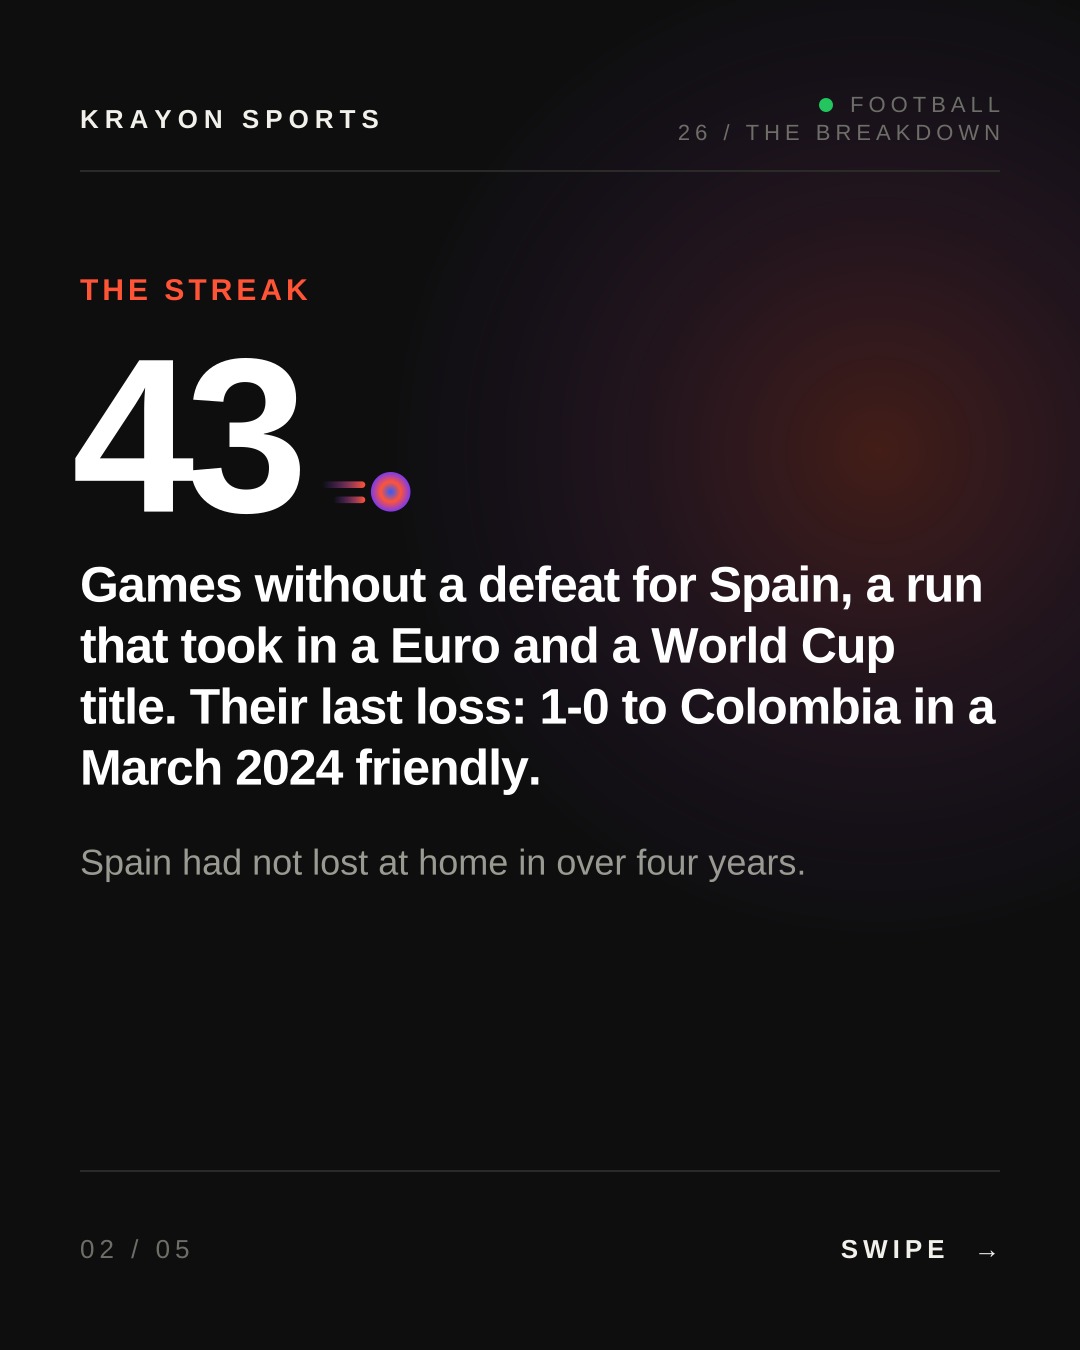 KRAYON SPORTS
FOOTBALL
26 / THE BREAKDOWN
THE STREAK
43
Games without a defeat for Spain, a run
that took in a Euro and a World Cup
title. Their last loss: 1-0 to Colombia in a
March 2024 friendly.
Spain had not lost at home in over four years.
02 / 05
SWIPE →